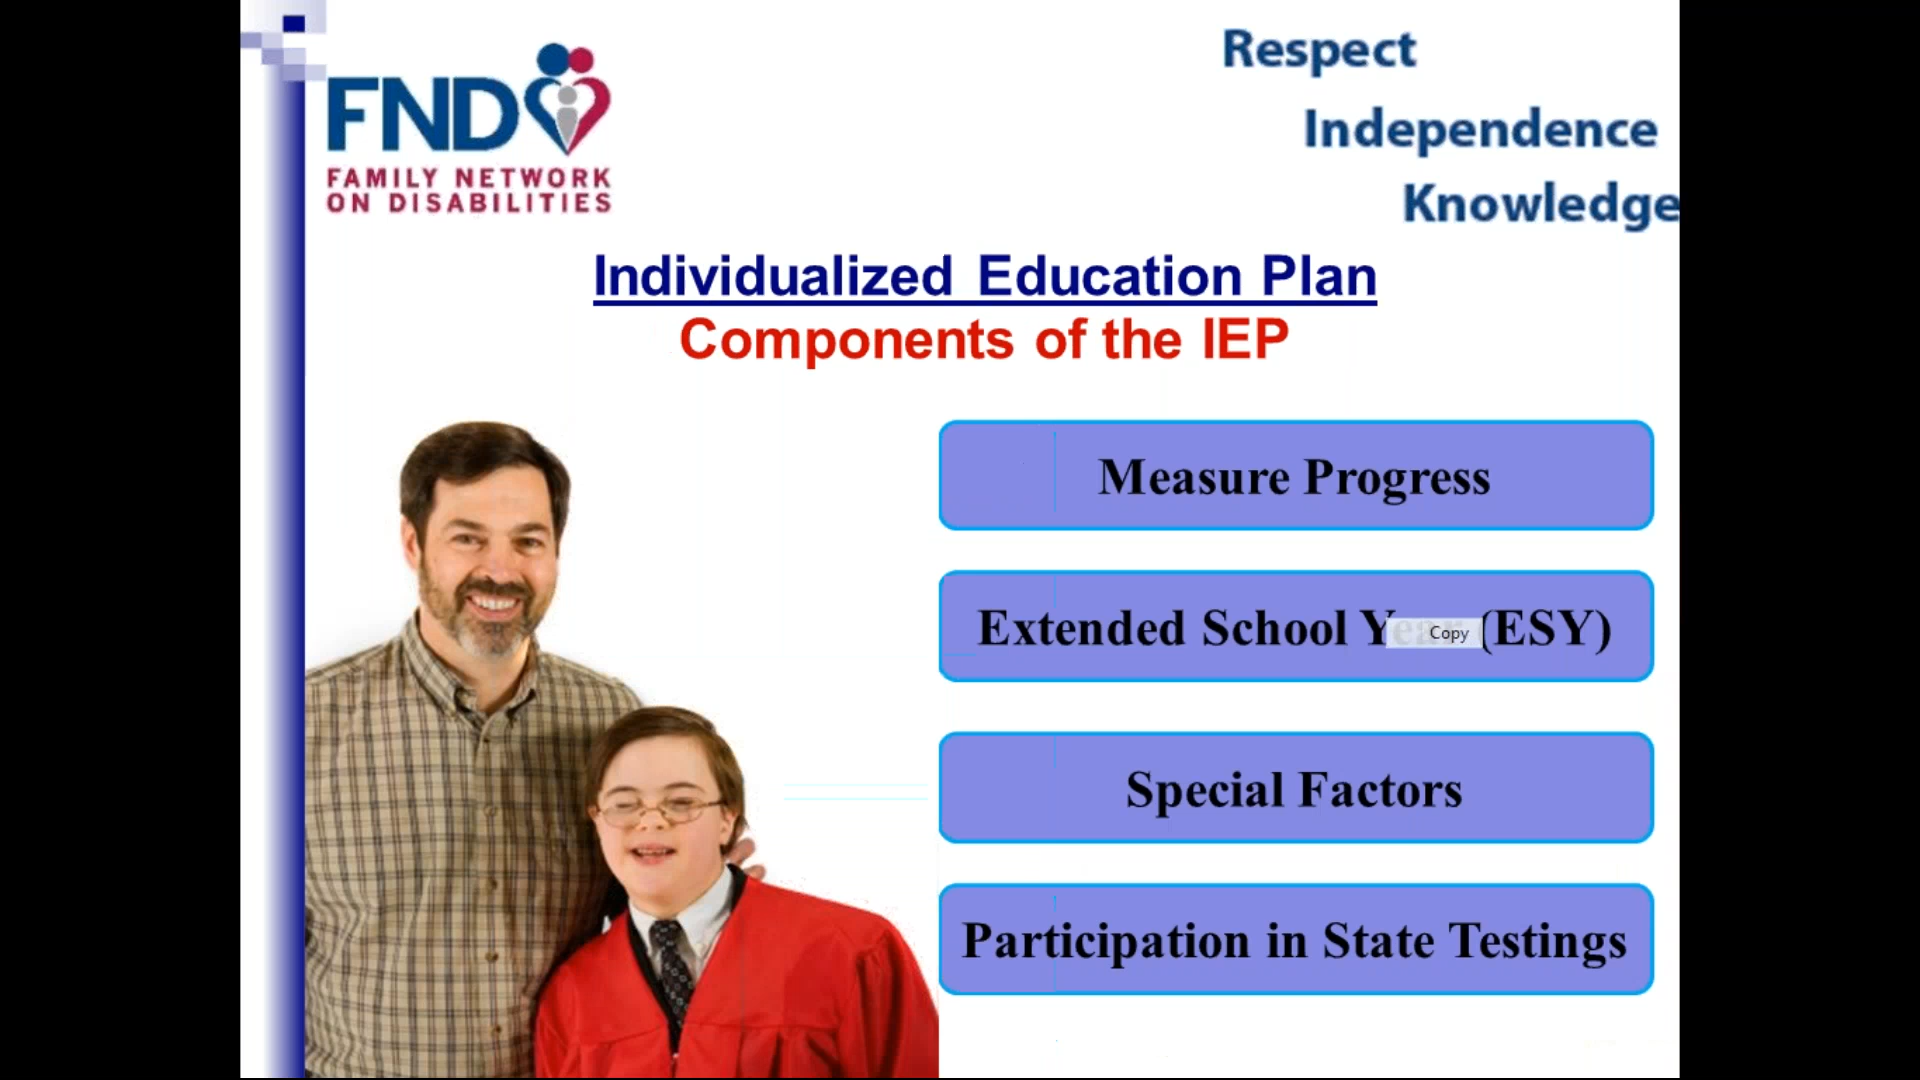 FND
FAMILY NETWORK
ON DISABILITIES
Respect
Independence
Knowledge
Individualized Education Plan
Components of the IEP
Measure Progress
Extended School Year (ESY)
Copy
Special Factors
Participation in State Testings